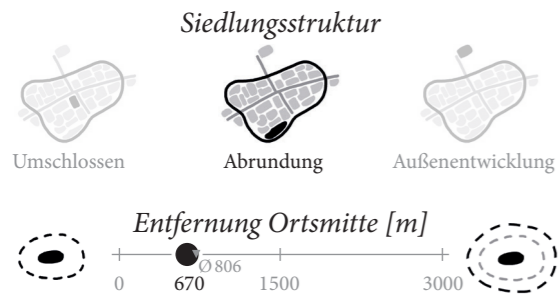 Siedlungsstruktur
Umschlossen Abrundung Außenentwicklung
Entfernung Ortsmitte [m]
Ø 806
0 670 1500 3000